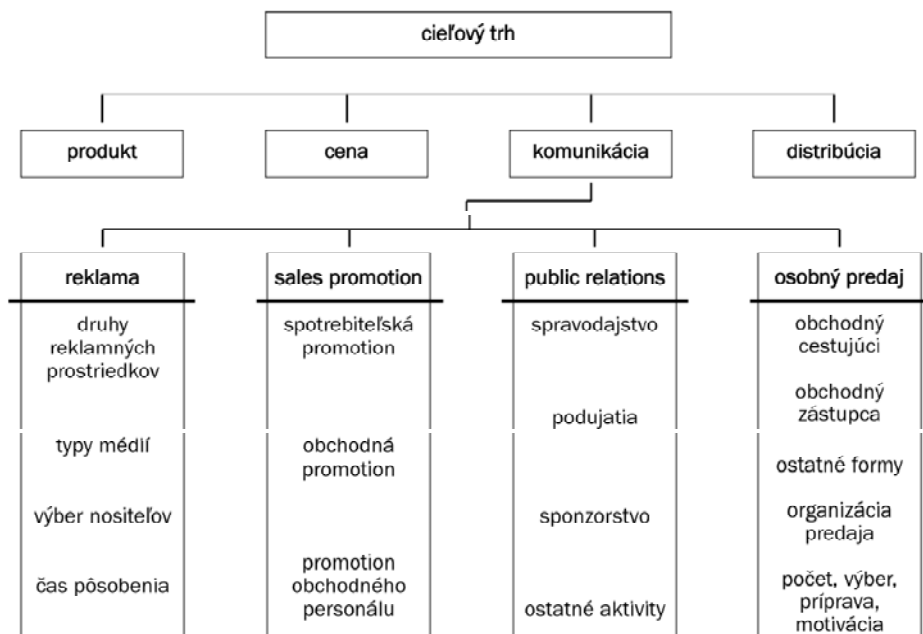 cieľový trh
produkt
cena
komunikácia
distribúcia
reklama
druhy
reklamných
prostriedkov
typy médií
výber nositeľov
čas pôsobenia
sales promotion
spotrebiteľská
promotion
obchodná
promotion
promotion
obchodného
personálu
public relations
spravodajstvo
podujatia
sponzorstvo
ostatné aktivity
osobný predaj
obchodný
cestujúci
obchodný
zástupca
ostatné formy
organizácia
predaja
počet, výber,
príprava,
motivácia